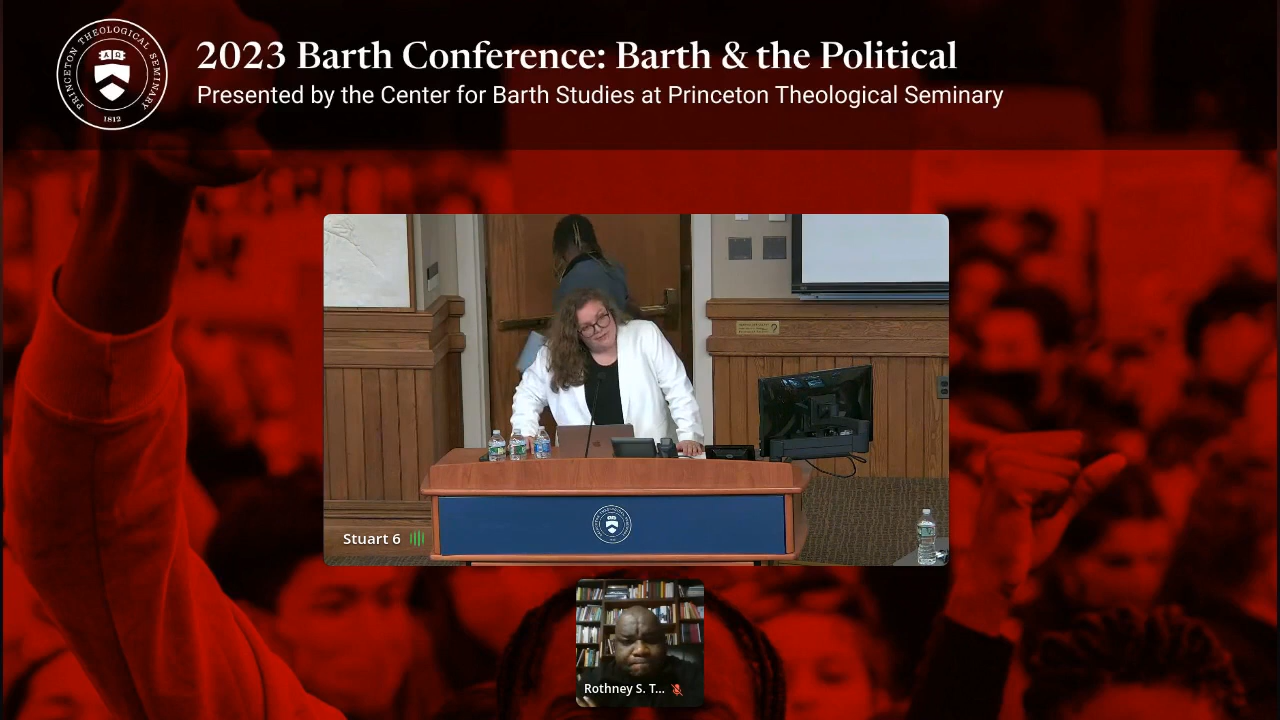 PRINCETON THEOLOGICAL SEMINARY
1812
2023 Barth Conference: Barth & the Political
Presented by the Center for Barth Studies at Princeton Theological Seminary
Stuart 6
Rothney S. T...